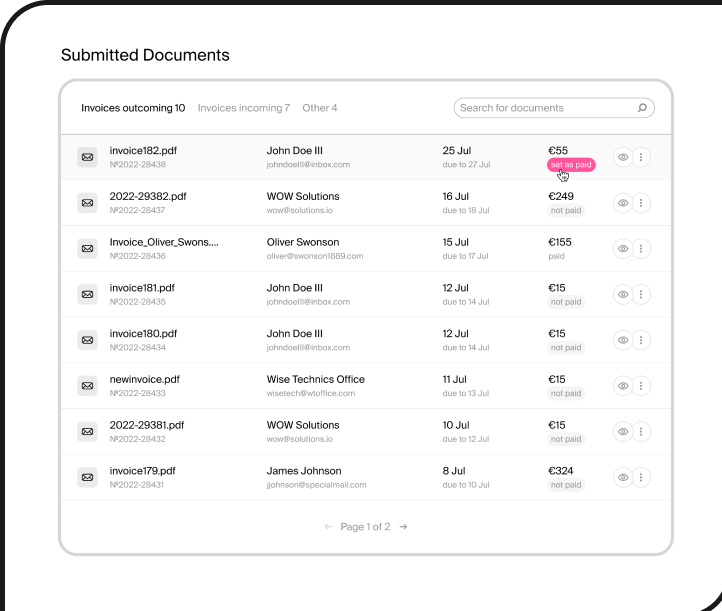 Submitted Documents
Invoices outcoming 10 Invoices incoming 7 Other 4 Search for documents
invoice182.pdf John Doe III 25 Jul €55
№2022-28438 johndoeIII@inbox.com due to 27 Jul set as paid
2022-29382.pdf WOW Solutions 16 Jul €249
№2022-28437 wow@solutions.io due to 18 Jul not paid
Invoice_Oliver_Swons.... Oliver Swonson 15 Jul €155
№2022-28436 oliver@swonson1889.com due to 17 Jul paid
invoice181.pdf John Doe III 12 Jul €15
№2022-28435 johndoeIII@inbox.com due to 14 Jul not paid
invoice180.pdf John Doe III 12 Jul €15
№2022-28434 johndoeIII@inbox.com due to 14 Jul not paid
newinvoice.pdf Wise Technics Office 11 Jul €15
№2022-28433 wisetech@wtoffice.com due to 13 Jul not paid
2022-29381.pdf WOW Solutions 10 Jul €15
№2022-28432 wow@solutions.io due to 12 Jul not paid
invoice179.pdf James Johnson 8 Jul €324
№2022-28431 jjohnson@specialmail.com due to 10 Jul not paid
← Page 1 of 2 →